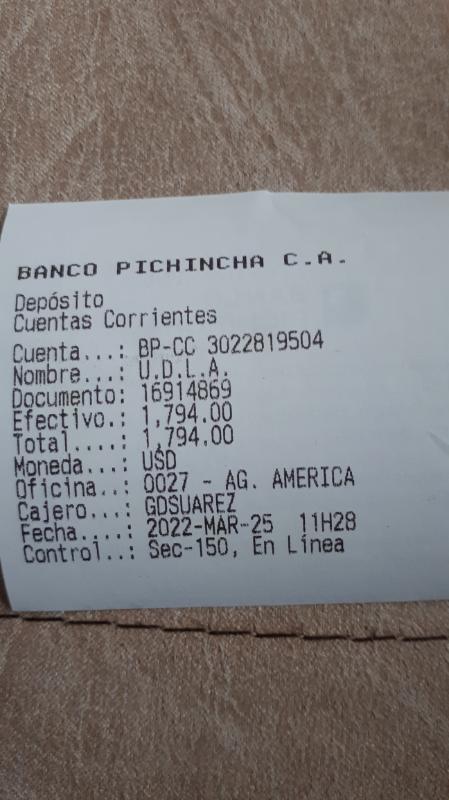 BANCO PICHINCHA C.A.
Depósito
Cuentas Corrientes
Cuenta...: BP-CC 3022819504
Nombre...: U.D.L.A.
Documento: 16914869
Efectivo.: 1,794.00
Total....: 1,794.00
Moneda...: USD
Oficina..: 0027 - AG. AMERICA
Cajero...: GDSUAREZ
Fecha....: 2022-MAR-25 11H28
Control..: Sec-150, En Línea